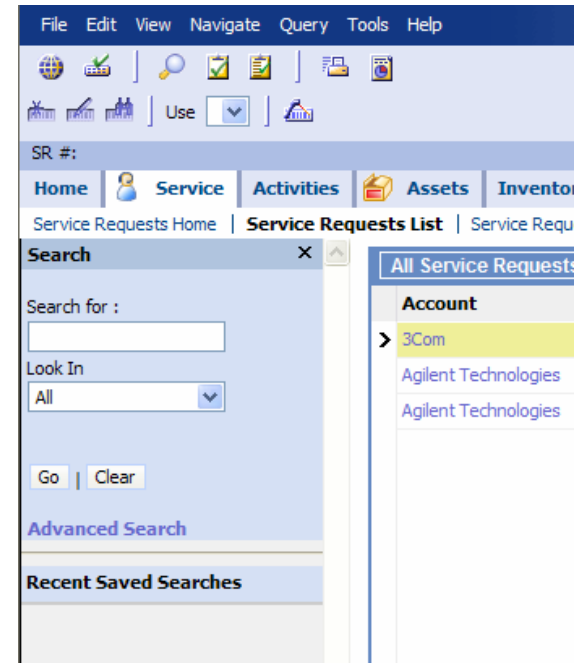 File Edit View Navigate Query Tools Help
Use
SR #:
Home Service Activities Assets Invento
Service Requests Home | Service Requests List | Service Requ
Search X
All Service Requests
Search for :
Account
3Com
Look In
Agilent Technologies
All
Agilent Technologies
Go | Clear
Advanced Search
Recent Saved Searches